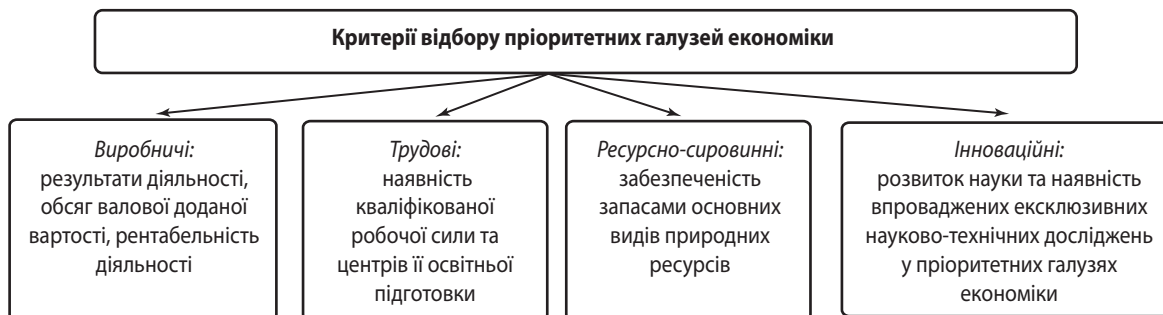 Критерії відбору пріоритетних галузей економіки
Виробничі:
результати діяльності,
обсяг валової доданої
вартості, рентабельність
діяльності
Трудові:
наявність
кваліфікованої
робочої сили та
центрів її освітньої
підготовки
Ресурсно-сировинні:
забезпеченість
запасами основних
видів природних
ресурсів
Інноваційні:
розвиток науки та наявність
впроваджених ексклюзивних
науково-технічних досліджень
у пріоритетних галузях
економіки